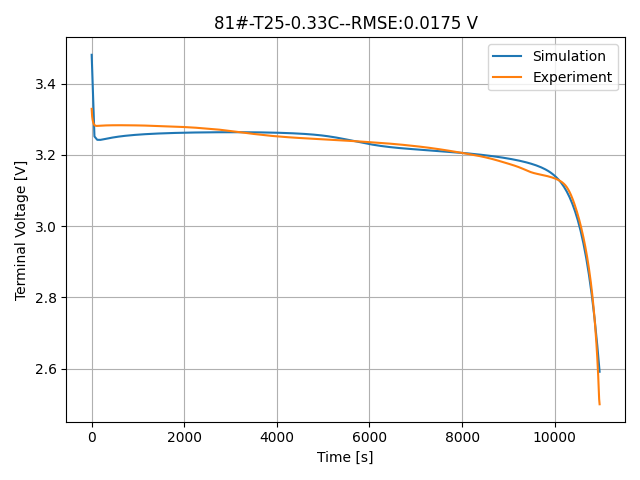 81#-T25-0.33C--RMSE:0.0175 V
Simulation
Experiment
3.4
3.2
3.0
2.8
2.6
Terminal Voltage [V]
0 2000 4000 6000 8000 10000
Time [s]